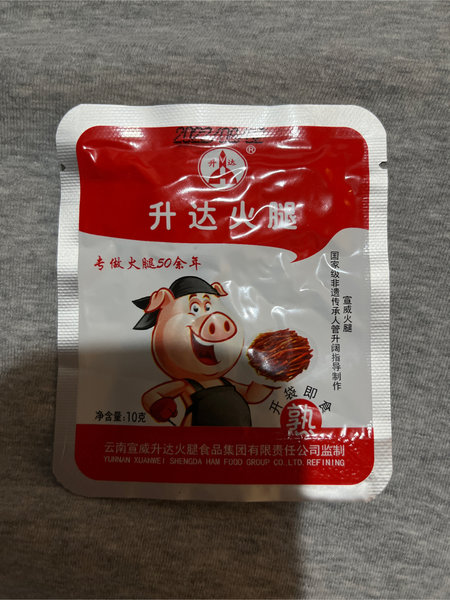 升达
®
升达火腿
专做火腿50余年
宣威火腿
国家级非遗传承人管升阔指导制作
开袋即食
熟
净含量:10克
云南宣威升达火腿食品集团有限责任公司监制
YUNNAN XUANWEI SHENGDA HAM FOOD GROUP CO.LTD.REFINING